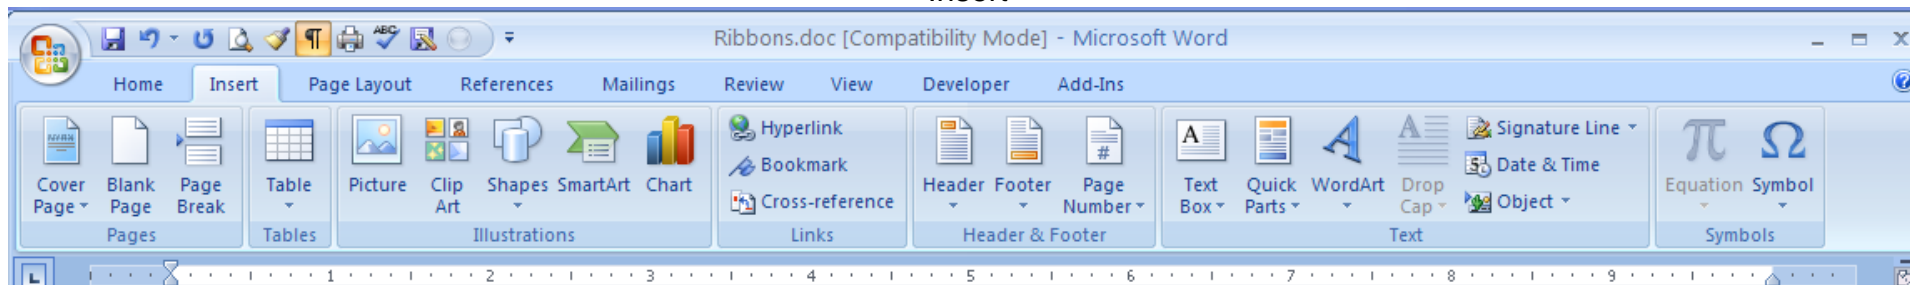 Insert
Ribbons.doc [Compatibility Mode] - Microsoft Word
Home Insert Page Layout References Mailings Review View Developer Add-Ins
Cover Page
Blank Page
Page Break
Pages
Table
Tables
Picture
Clip Art
Shapes
SmartArt
Chart
Illustrations
Hyperlink
Bookmark
Cross-reference
Links
Header
Footer
Page Number
Header & Footer
A
Text Box
Quick Parts
WordArt
Drop Cap
Signature Line
Date & Time
Object
Text
π
Equation
Ω
Symbol
Symbols
1 2 3 4 5 6 7 8 9